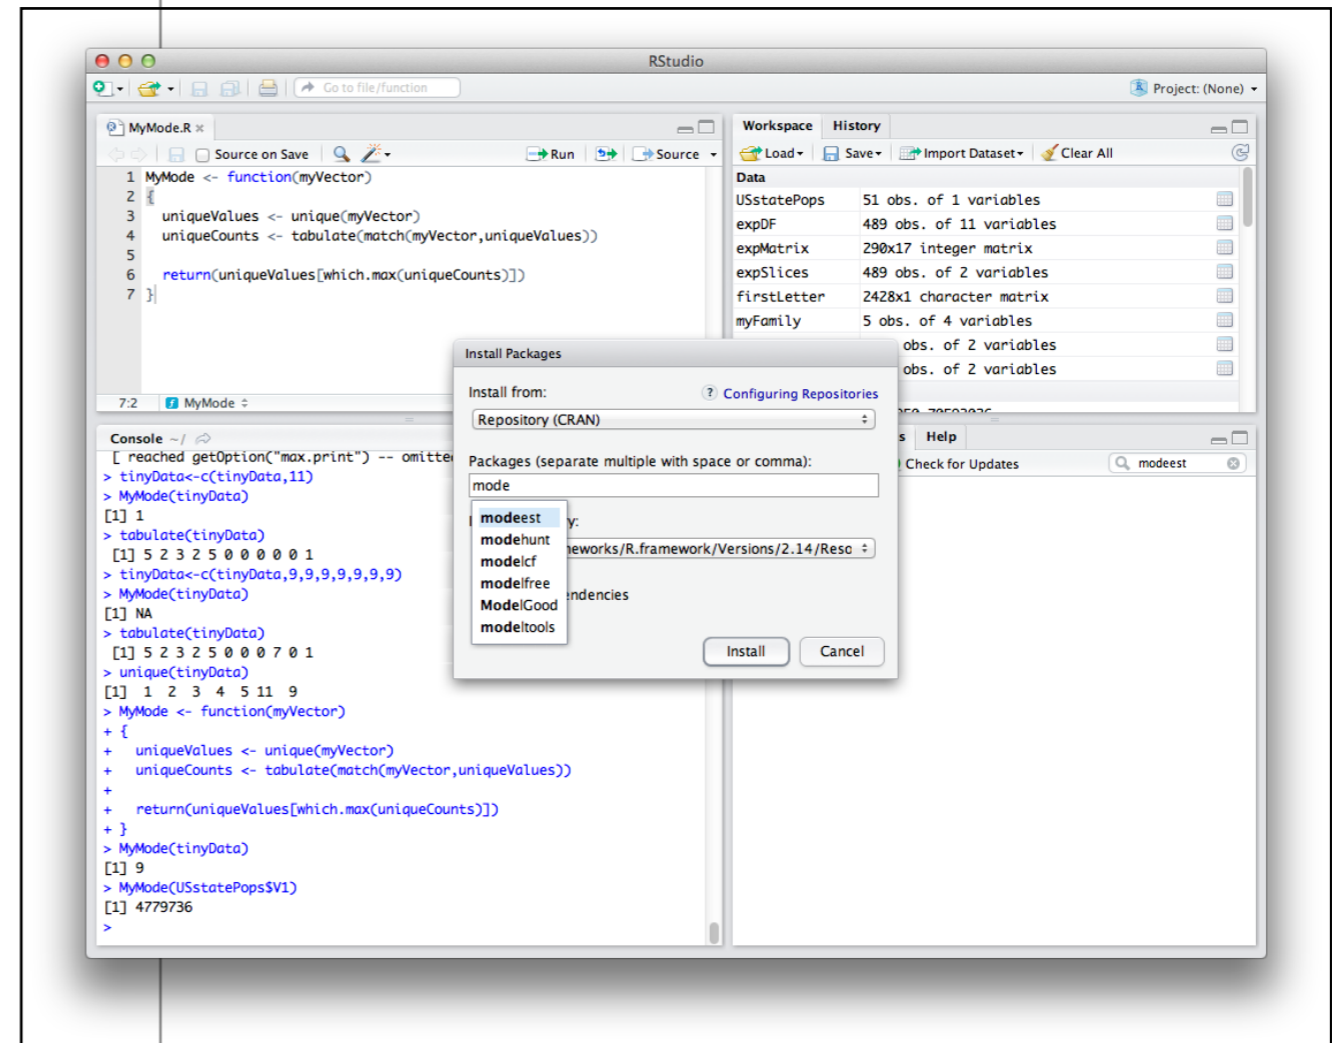 RStudio
Go to file/function
Project: (None)
MyMode.R
Source on Save
Run
Source
1 MyMode <- function(myVector)
2 {
3   uniqueValues <- unique(myVector)
4   uniqueCounts <- tabulate(match(myVector,uniqueValues))
5
6   return(uniqueValues[which.max(uniqueCounts)])
7 }
7:2 MyMode
Workspace History
Load Save Import Dataset Clear All
Data
USstatePops 51 obs. of 1 variables
expDF 489 obs. of 11 variables
expMatrix 290x17 integer matrix
expSlices 489 obs. of 2 variables
firstLetter 2428x1 character matrix
myFamily 5 obs. of 4 variables
obs. of 2 variables
obs. of 2 variables
Install Packages
Install from:
? Configuring Repositories
Repository (CRAN)
Packages (separate multiple with space or comma):
mode
modeest
modehunt
modelcf
modelfree
ModelGood
modeltools
y:
neworks/R.framework/Versions/2.14/Reso
endencies
Install Cancel
Console ~/
[ reached getOption("max.print") -- omitte
> tinyData<-c(tinyData,11)
> MyMode(tinyData)
[1] 1
> tabulate(tinyData)
[1] 5 2 3 2 5 0 0 0 0 0 1
> tinyData<-c(tinyData,9,9,9,9,9,9,9)
> MyMode(tinyData)
[1] NA
> tabulate(tinyData)
[1] 5 2 3 2 5 0 0 0 7 0 1
> unique(tinyData)
[1]  1  2  3  4  5 11  9
> MyMode <- function(myVector)
+ {
+   uniqueValues <- unique(myVector)
+   uniqueCounts <- tabulate(match(myVector,uniqueValues))
+
+   return(uniqueValues[which.max(uniqueCounts)])
+ }
> MyMode(tinyData)
[1] 9
> MyMode(USstatePops$V1)
[1] 4779736
>
s Help
Check for Updates
modeest